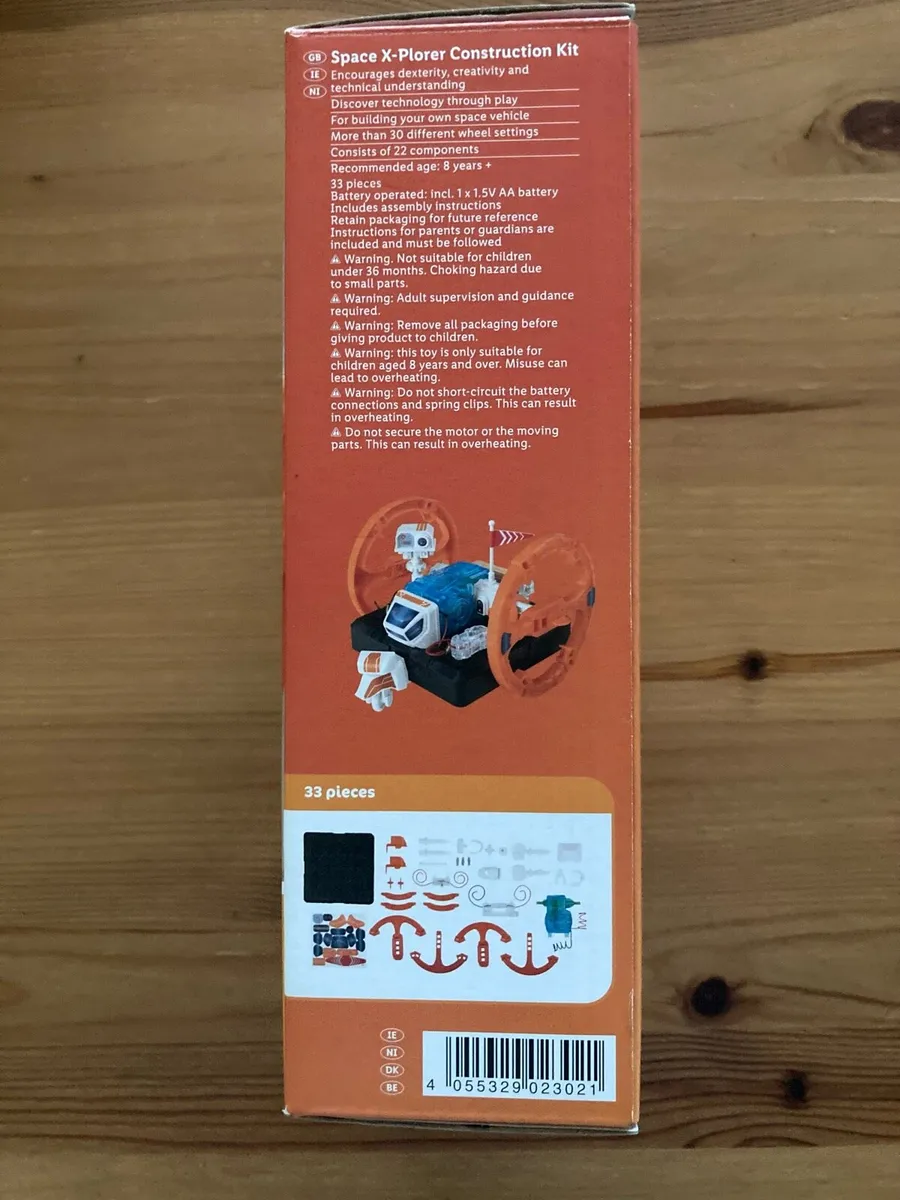 GB Space X-Plorer Construction Kit
IE Encourages dexterity, creativity and
NI technical understanding
Discover technology through play
For building your own space vehicle
More than 30 different wheel settings
Consists of 22 components
Recommended age: 8 years +
33 pieces
Battery operated: incl. 1 x 1.5V AA battery
Includes assembly instructions
Retain packaging for future reference
Instructions for parents or guardians are
included and must be followed
⚠ Warning. Not suitable for children
under 36 months. Choking hazard due
to small parts.
⚠ Warning: Adult supervision and guidance
required.
⚠ Warning: Remove all packaging before
giving product to children.
⚠ Warning: this toy is only suitable for
children aged 8 years and over. Misuse can
lead to overheating.
⚠ Warning: Do not short-circuit the battery
connections and spring clips. This can result
in overheating.
⚠ Do not secure the motor or the moving
parts. This can result in overheating.
33 pieces
IE
NI
DK
BE
4 055329 023021